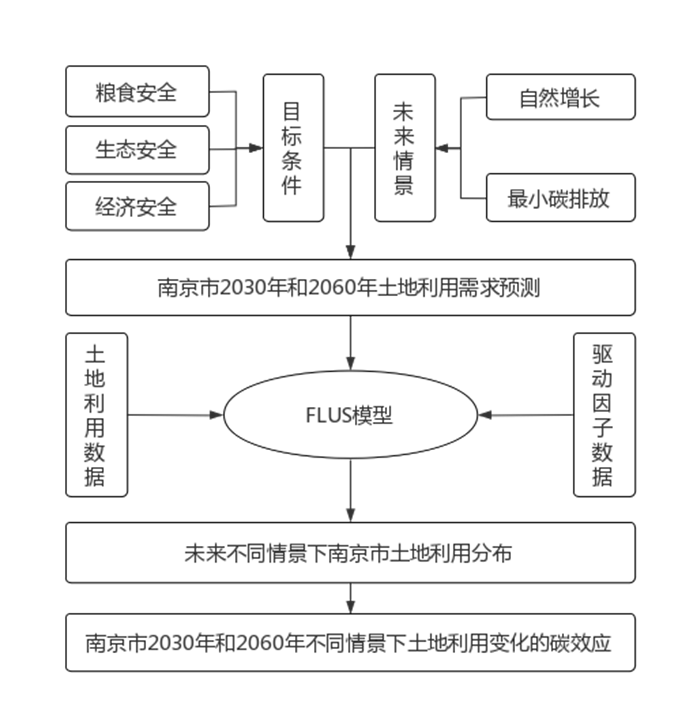 粮食安全
生态安全
经济安全
目标条件
未来情景
自然增长
最小碳排放
南京市2030年和2060年土地利用需求预测
土地利用数据
FLUS模型
驱动因子数据
未来不同情景下南京市土地利用分布
南京市2030年和2060年不同情景下土地利用变化的碳效应